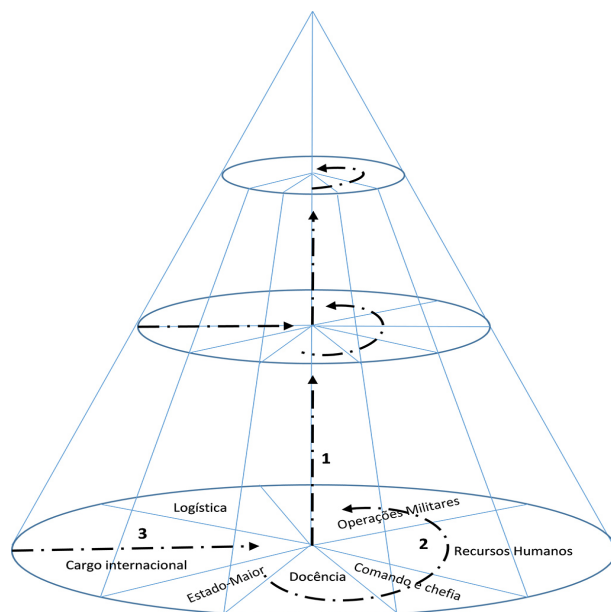 1
Logística
Operações Militares
3
2
Recursos Humanos
Cargo internacional
Estado-Maior
Docência
Comando e chefia